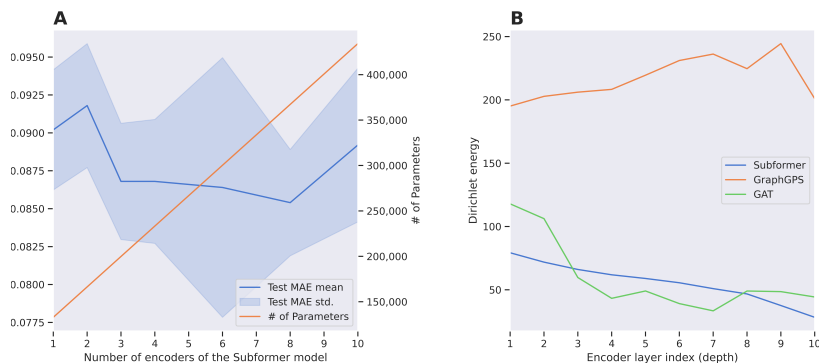 A
0.0950
0.0925
0.0900
0.0875
0.0850
0.0825
0.0800
0.0775
400,000
350,000
300,000
250,000
200,000
150,000
# of Parameters
Test MAE mean
Test MAE std.
# of Parameters
1 2 3 4 5 6 7 8 9 10
Number of encoders of the Subformer model
B
250
200
150
100
50
Dirichlet energy
Subformer
GraphGPS
GAT
1 2 3 4 5 6 7 8 9 10
Encoder layer index (depth)